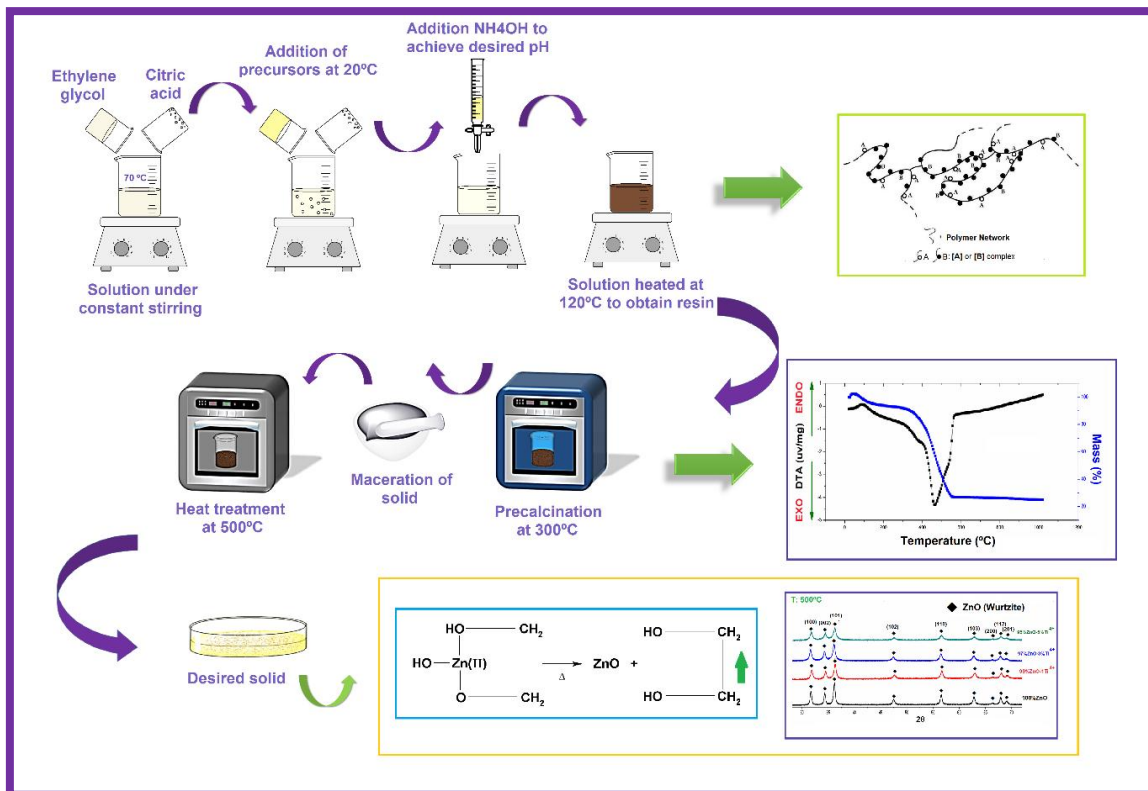 Ethylene
glycol
Citric
acid
70 ºC
Solution under
constant stirring
Addition of
precursors at 20ºC
Addition NH4OH to
achieve desired pH
Solution heated at
120ºC to obtain resin
Polymer Network
A B: [A] or [B] complex
Heat treatment
at 500ºC
Maceration of
solid
Precalcination
at 300ºC
EXO DTA (uv/mg) ENDO
Mass (%)
Temperature (ºC)
Desired solid
HO CH₂
HO Zn(II)
O CH₂
Δ
ZnO +
HO CH₂
HO CH₂
T: 500ºC
ZnO (Wurtzite)
(100) (002) (101) (102) (110) (103) (200) (112) (201)
100%ZnO
2θ